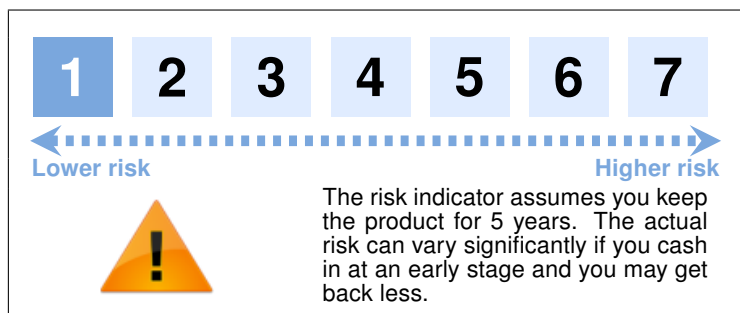 1 2 3 4 5 6 7
Lower risk Higher risk
The risk indicator assumes you keep
the product for 5 years. The actual
risk can vary significantly if you cash
in at an early stage and you may get
back less.